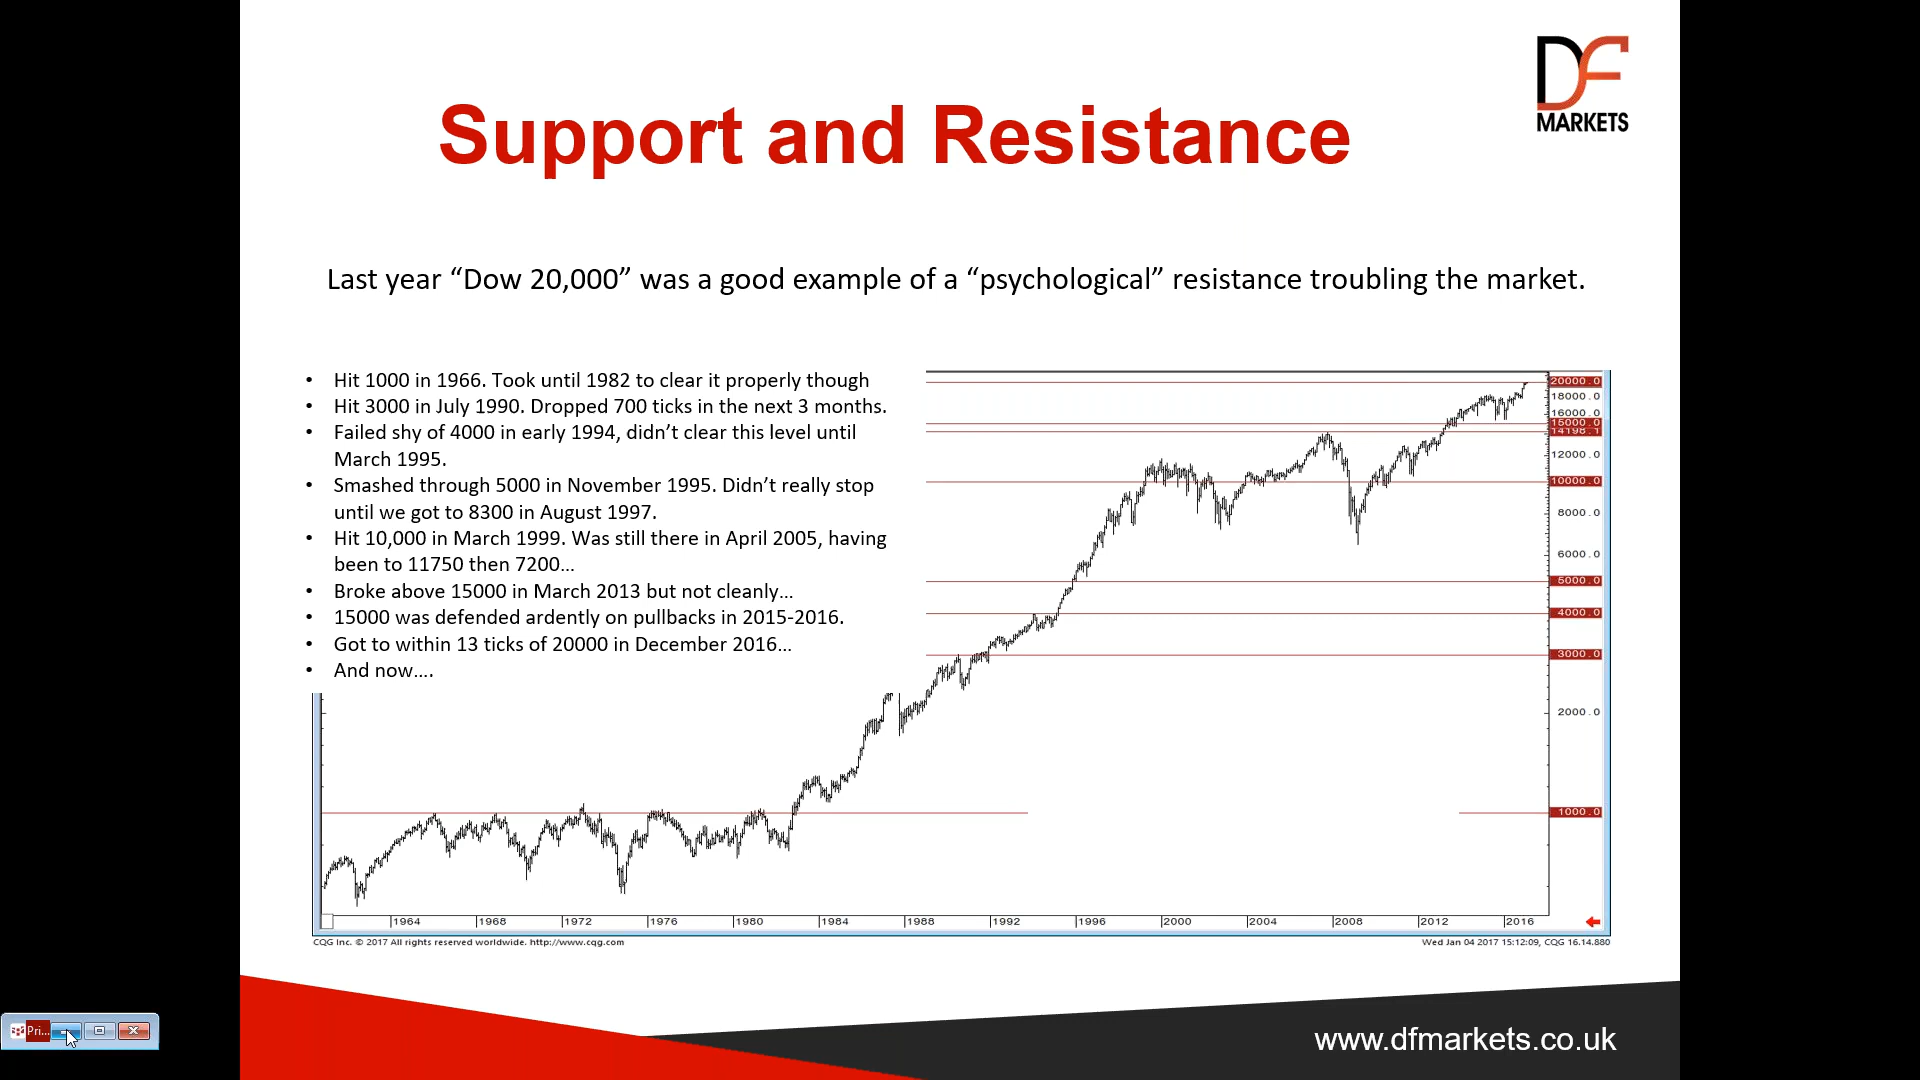 DF
MARKETS
Support and Resistance
Last year “Dow 20,000” was a good example of a “psychological” resistance troubling the market.
• Hit 1000 in 1966. Took until 1982 to clear it properly though
• Hit 3000 in July 1990. Dropped 700 ticks in the next 3 months.
• Failed shy of 4000 in early 1994, didn’t clear this level until
March 1995.
• Smashed through 5000 in November 1995. Didn’t really stop
until we got to 8300 in August 1997.
• Hit 10,000 in March 1999. Was still there in April 2005, having
been to 11750 then 7200…
• Broke above 15000 in March 2013 but not cleanly…
• 15000 was defended ardently on pullbacks in 2015-2016.
• Got to within 13 ticks of 20000 in December 2016…
• And now….
20000.0
18000.0
16000.0
15000.0
14198.1
12000.0
10000.0
8000.0
6000.0
5000.0
4000.0
3000.0
2000.0
1000.0
1964 1968 1972 1976 1980 1984 1988 1992 1996 2000 2004 2008 2012 2016
CQG Inc. © 2017 All rights reserved worldwide. http://www.cqg.com
Wed Jan 04 2017 15:12:09, CQG 16.14.880
Pri...
www.dfmarkets.co.uk